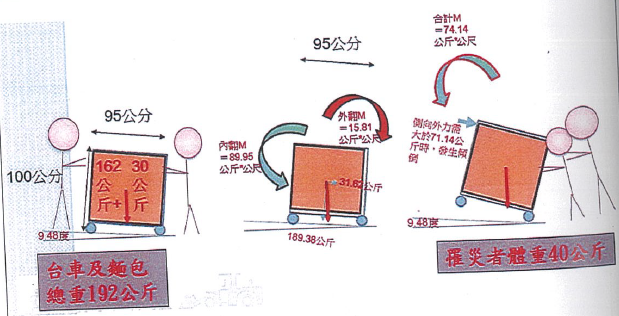 95公分
100公分
162
公
斤+
30
公
斤
9.48度
台車及麵包
總重192公斤
95公分
內翻M
=89.95
公斤*公尺
外翻M
=15.81
公斤*公尺
31.62公斤
189.38公斤
合計M
=74.14
公斤*公尺
側向外力需
大於71.14公
斤時，發生傾
倒
9.48度
罹災者體重40公斤